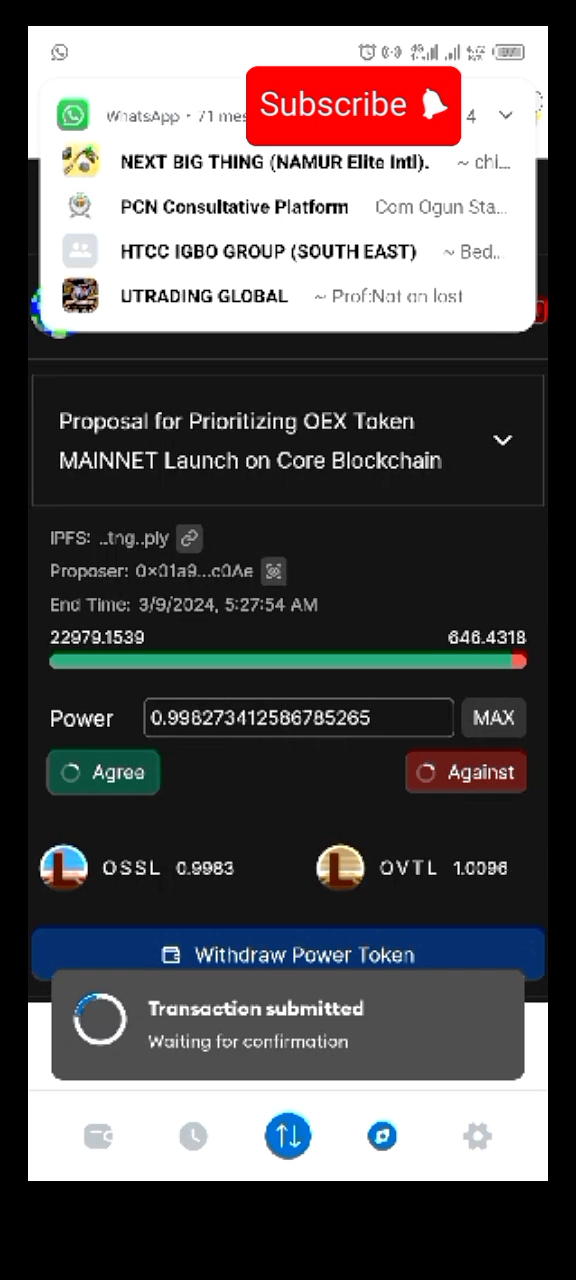 Subscribe
WhatsApp • 71 mes
4
NEXT BIG THING (NAMUR Elite Intl). ~ chi...
PCN Consultative Platform Com Ogun Sta...
HTCC IGBO GROUP (SOUTH EAST) ~ Bed...
UTRADING GLOBAL ~ Prof:Not an lost
Proposal for Prioritizing OEX Token
MAINNET Launch on Core Blockchain
IPFS: ..tng..ply
Proposer: 0×01a9...c0Ae
End Time: 3/9/2024, 5:27:54 AM
22979.1539 646.4318
Power 0.998273412586785265 MAX
Agree Against
OSSL 0.9983 OVTL 1.0096
Withdraw Power Token
Transaction submitted
Waiting for confirmation